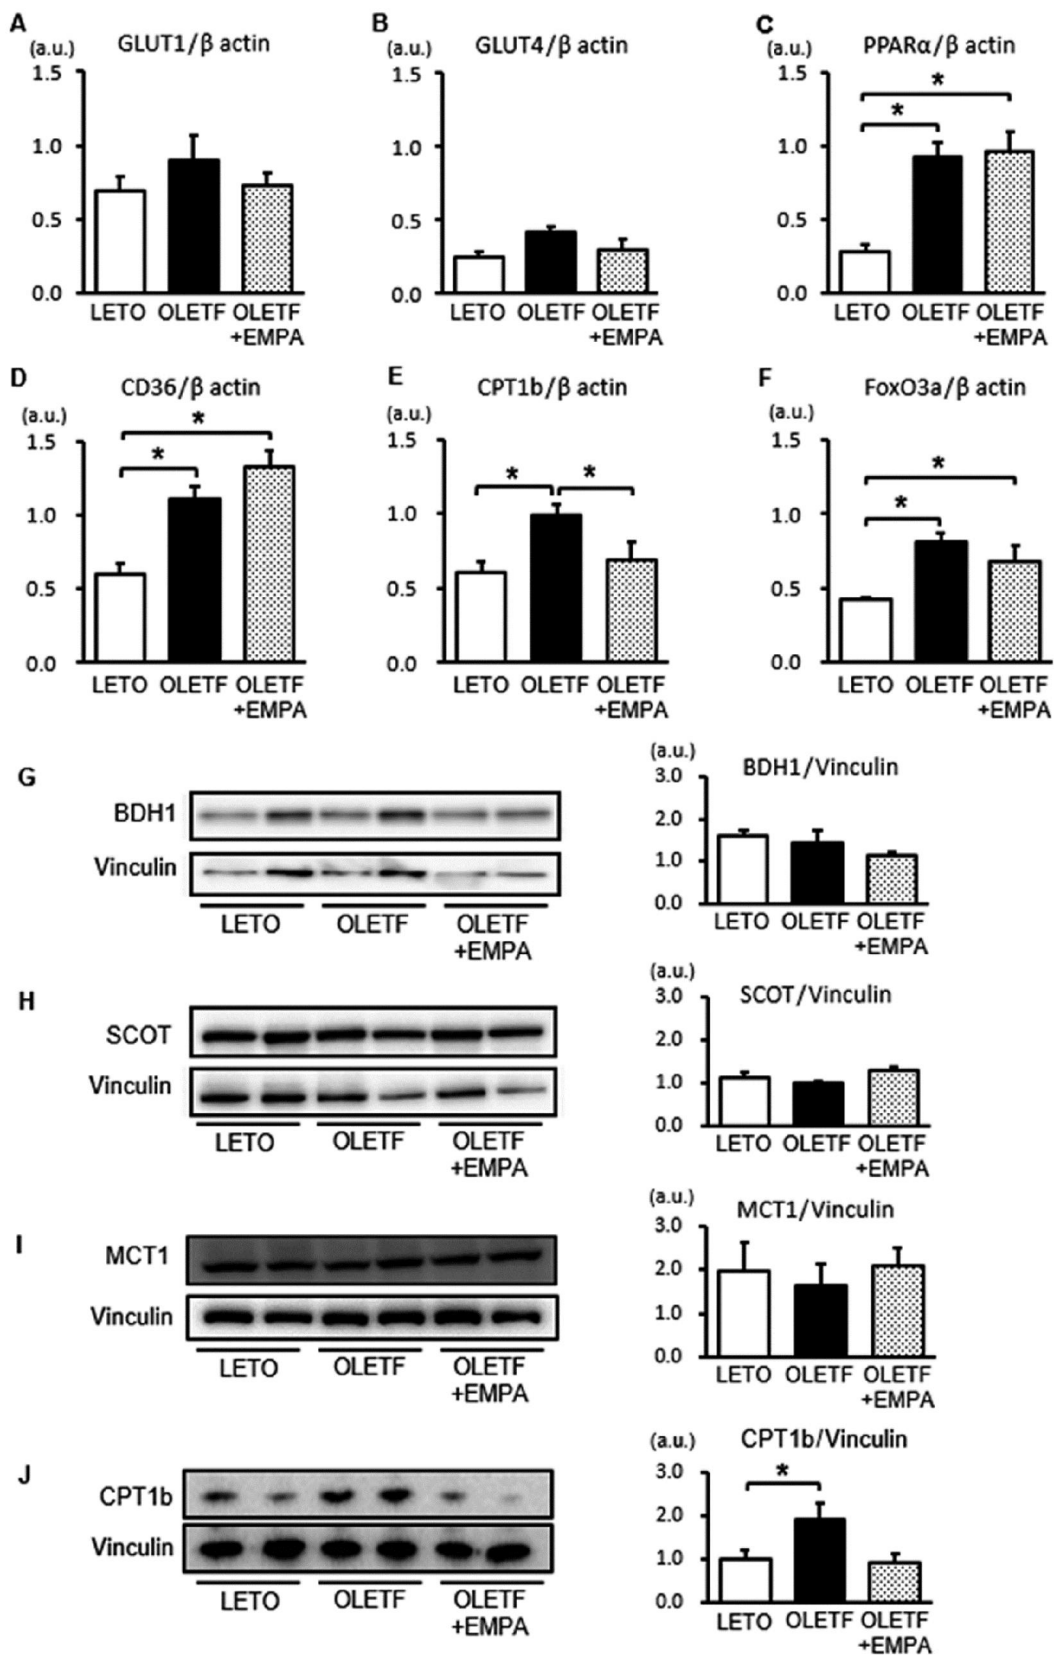 A
(a.u.)
GLUT1/β actin
1.5
1.0
0.5
0.0
LETO OLETF OLETF
+EMPA
B
(a.u.)
GLUT4/β actin
1.5
1.0
0.5
0.0
LETO OLETF OLETF
+EMPA
C
(a.u.)
PPARα/β actin
1.5
*
*
1.0
0.5
0.0
LETO OLETF OLETF
+EMPA
D
(a.u.)
CD36/β actin
1.5
*
*
1.0
0.5
0.0
LETO OLETF OLETF
+EMPA
E
(a.u.)
CPT1b/β actin
1.5
* *
1.0
0.5
0.0
LETO OLETF OLETF
+EMPA
F
(a.u.)
FoxO3a/β actin
1.5
*
*
1.0
0.5
0.0
LETO OLETF OLETF
+EMPA
G
BDH1
Vinculin
LETO OLETF OLETF
+EMPA
(a.u.)
BDH1/Vinculin
3.0
2.0
1.0
0.0
LETO OLETF OLETF
+EMPA
H
SCOT
Vinculin
LETO OLETF OLETF
+EMPA
(a.u.)
SCOT/Vinculin
3.0
2.0
1.0
0.0
LETO OLETF OLETF
+EMPA
I
MCT1
Vinculin
LETO OLETF OLETF
+EMPA
(a.u.)
MCT1/Vinculin
3.0
2.0
1.0
0.0
LETO OLETF OLETF
+EMPA
J
CPT1b
Vinculin
LETO OLETF OLETF
+EMPA
(a.u.)
CPT1b/Vinculin
3.0
*
2.0
1.0
0.0
LETO OLETF OLETF
+EMPA